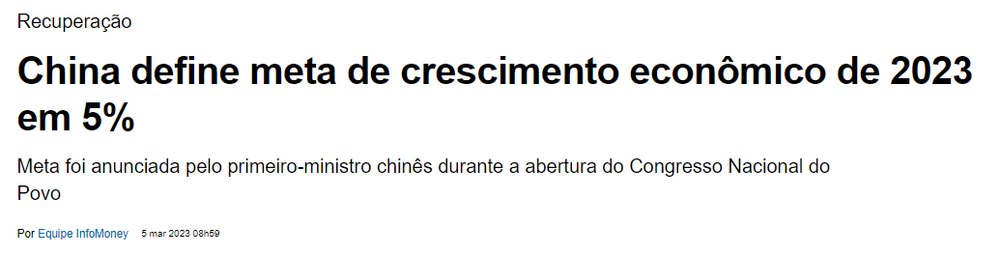 Recuperação
China define meta de crescimento econômico de 2023
em 5%
Meta foi anunciada pelo primeiro-ministro chinês durante a abertura do Congresso Nacional do
Povo
Por Equipe InfoMoney 5 mar 2023 08h59